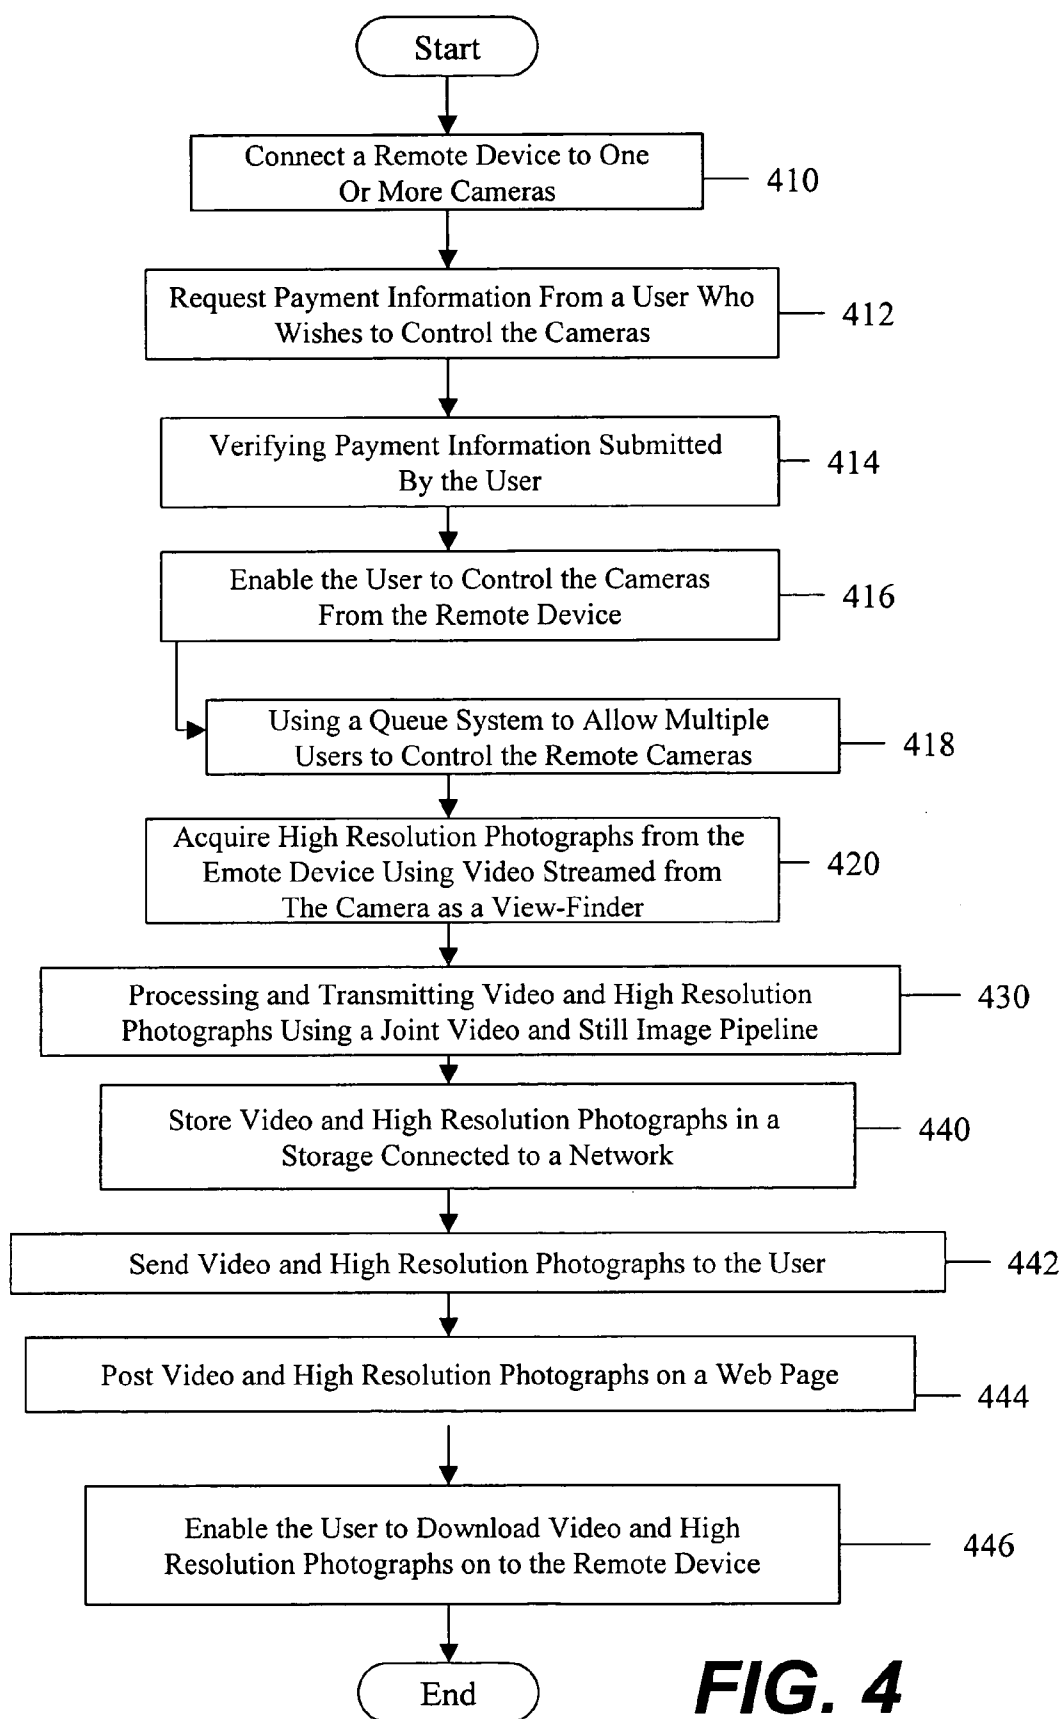 Start
Connect a Remote Device to One
Or More Cameras
410
Request Payment Information From a User Who
Wishes to Control the Cameras
412
Verifying Payment Information Submitted
By the User
414
Enable the User to Control the Cameras
From the Remote Device
416
Using a Queue System to Allow Multiple
Users to Control the Remote Cameras
418
Acquire High Resolution Photographs from the
Emote Device Using Video Streamed from
The Camera as a View-Finder
420
Processing and Transmitting Video and High Resolution
Photographs Using a Joint Video and Still Image Pipeline
430
Store Video and High Resolution Photographs in a
Storage Connected to a Network
440
Send Video and High Resolution Photographs to the User
442
Post Video and High Resolution Photographs on a Web Page
444
Enable the User to Download Video and High
Resolution Photographs on to the Remote Device
446
End
FIG. 4